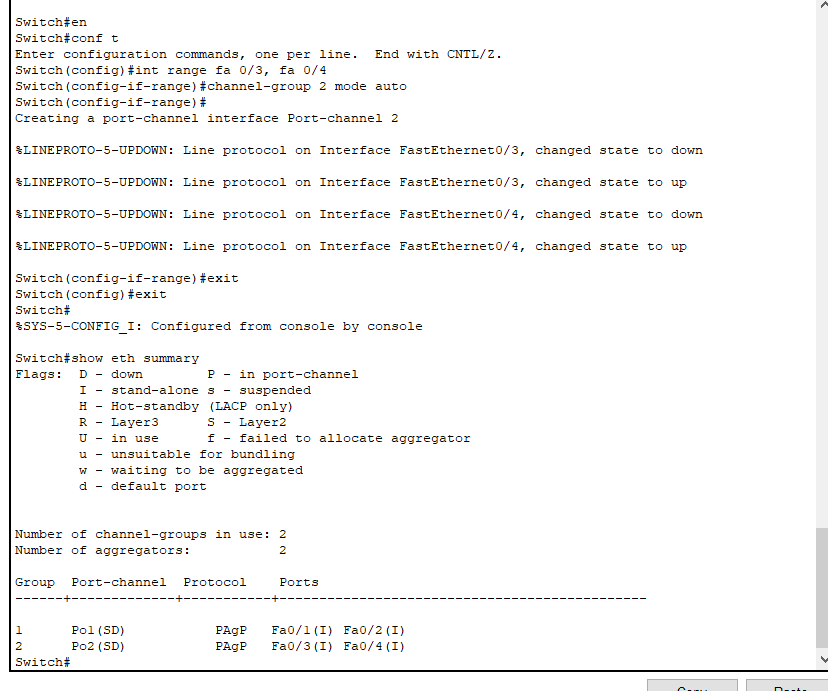 Switch#en
Switch#conf t
Enter configuration commands, one per line.  End with CNTL/Z.
Switch(config)#int range fa 0/3, fa 0/4
Switch(config-if-range)#channel-group 2 mode auto
Switch(config-if-range)#
Creating a port-channel interface Port-channel 2
%LINEPROTO-5-UPDOWN: Line protocol on Interface FastEthernet0/3, changed state to down
%LINEPROTO-5-UPDOWN: Line protocol on Interface FastEthernet0/3, changed state to up
%LINEPROTO-5-UPDOWN: Line protocol on Interface FastEthernet0/4, changed state to down
%LINEPROTO-5-UPDOWN: Line protocol on Interface FastEthernet0/4, changed state to up
Switch(config-if-range)#exit
Switch(config)#exit
Switch#
%SYS-5-CONFIG_I: Configured from console by console
Switch#show eth summary
Flags:  D - down        P - in port-channel
        I - stand-alone s - suspended
        H - Hot-standby (LACP only)
        R - Layer3      S - Layer2
        U - in use      f - failed to allocate aggregator
        u - unsuitable for bundling
        w - waiting to be aggregated
        d - default port
Number of channel-groups in use: 2
Number of aggregators:           2
Group  Port-channel  Protocol    Ports
------+-------------+-----------+----------------------------------------------
1      Po1(SD)           PAgP   Fa0/1(I) Fa0/2(I)
2      Po2(SD)           PAgP   Fa0/3(I) Fa0/4(I)
Switch#